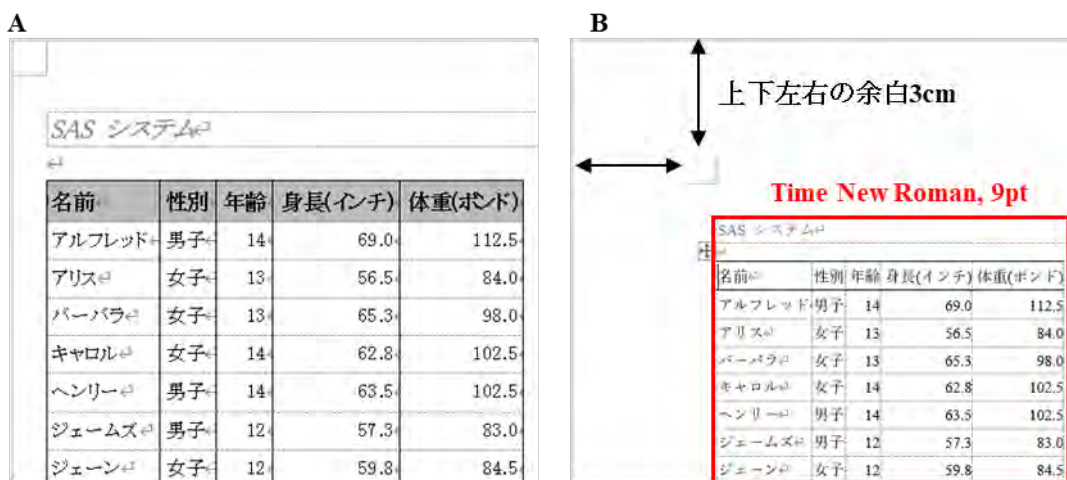 A
SAS システム
名前 性別 年齢 身長(インチ) 体重(ポンド)
アルフレッド 男子 14 69.0 112.5
アリス 女子 13 56.5 84.0
バーバラ 女子 13 65.3 98.0
キャロル 女子 14 62.8 102.5
ヘンリー 男子 14 63.5 102.5
ジェームズ 男子 12 57.3 83.0
ジェーン 女子 12 59.8 84.5
B
上下左右の余白3cm
Time New Roman, 9pt
SAS システム
名前 性別 年齢 身長(インチ) 体重(ポンド)
アルフレッド 男子 14 69.0 112.5
アリス 女子 13 56.5 84.0
バーバラ 女子 13 65.3 98.0
キャロル 女子 14 62.8 102.5
ヘンリー 男子 14 63.5 102.5
ジェームズ 男子 12 57.3 83.0
ジェーン 女子 12 59.8 84.5